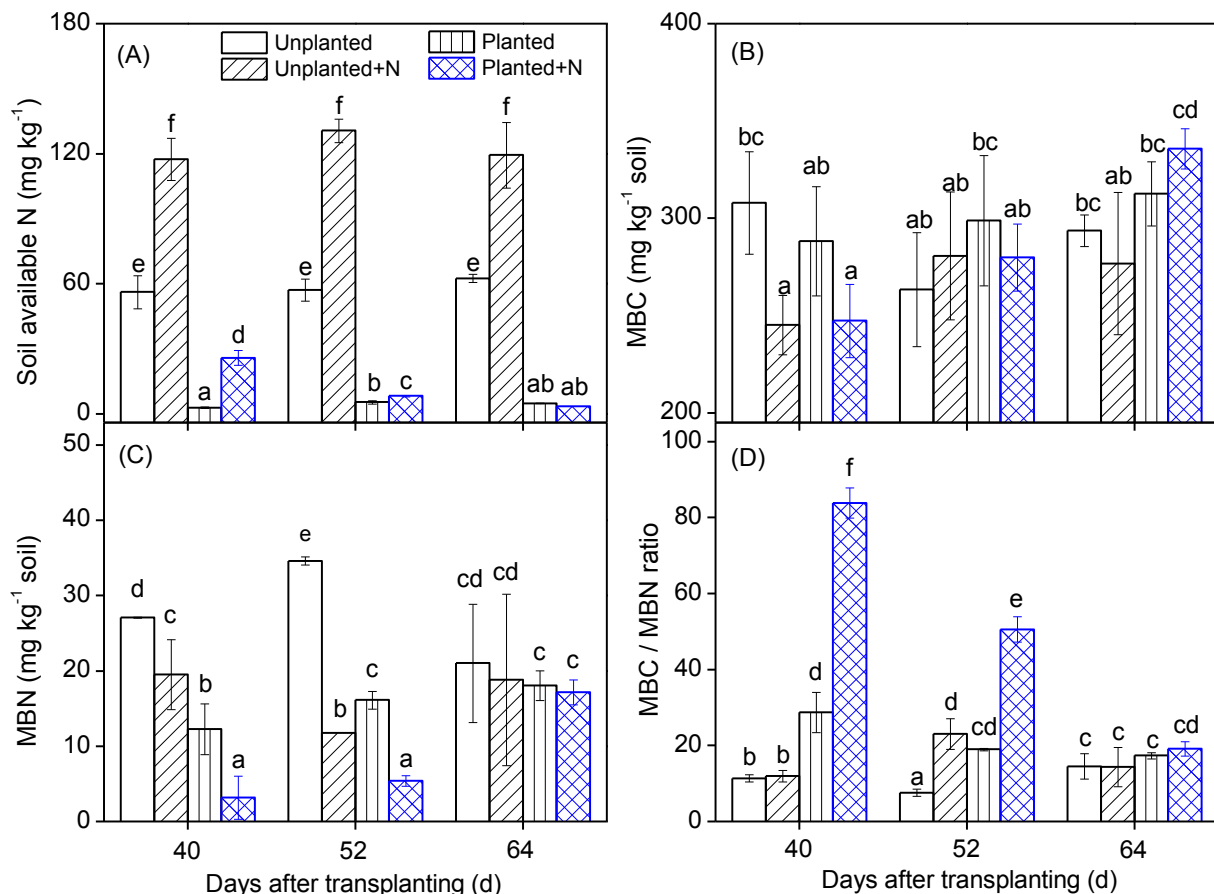 (A)
Unplanted
Planted
Unplanted+N
Planted+N
Soil available N (mg kg⁻¹)
180
120
60
0
e
f
a
d
e
f
b
c
e
f
ab
ab
(B)
MBC (mg kg⁻¹ soil)
400
300
200
bc
a
ab
a
ab
ab
bc
ab
bc
ab
bc
cd
(C)
MBN (mg kg⁻¹ soil)
50
40
30
20
10
0
d
c
b
a
e
b
c
a
cd
cd
c
c
40
52
64
Days after transplanting (d)
(D)
MBC / MBN ratio
100
80
60
40
20
0
b
b
d
f
a
d
cd
e
c
c
c
cd
40
52
64
Days after transplanting (d)